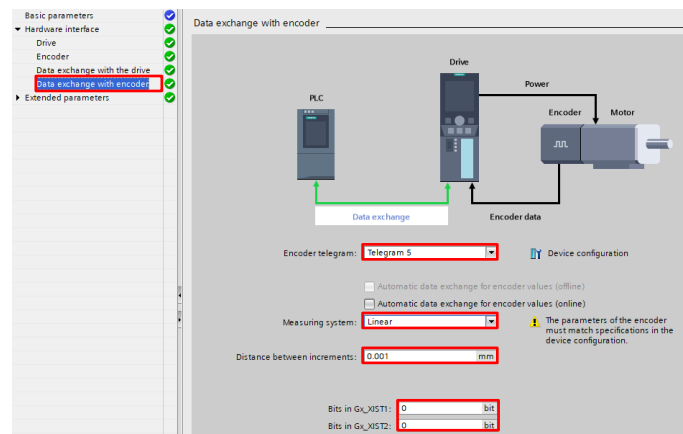 Basic parameters
Hardware interface
Drive
Encoder
Data exchange with the drive
Data exchange with encoder
Extended parameters
Data exchange with encoder
Drive
Power
PLC
Encoder
Motor
Data exchange
Encoder data
Encoder telegram: Telegram 5
Device configuration
Automatic data exchange for encoder values (offline)
Automatic data exchange for encoder values (online)
Measuring system: Linear
The parameters of the encoder
must match specifications in the
device configuration.
Distance between increments: 0.001 mm
Bits in Gx_XIST1: 0 bit
Bits in Gx_XIST2: 0 bit